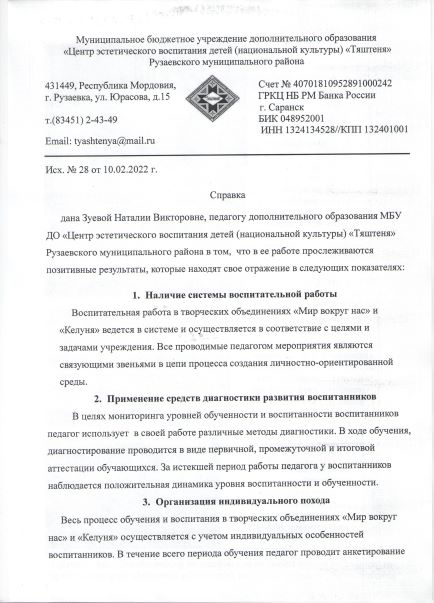 Муниципальное бюджетное учреждение дополнительного образования
«Центр эстетического воспитания детей (национальной культуры) «Тяштеня»
Рузаевского муниципального района
431449, Республика Мордовия,
г. Рузаевка, ул. Юрасова, д.15
т.(83451) 2-43-49
Email: tyashtenya@mail.ru
Счет № 40701810952891000242
ГРКЦ НБ РМ Банка России
г. Саранск
БИК 048952001
ИНН 1324134528//КПП 132401001
Исх. № 28 от 10.02.2022 г.
Справка
дана Зуевой Наталии Викторовне, педагогу дополнительного образования МБУ
ДО «Центр эстетического воспитания детей (национальной культуры) «Тяштеня»
Рузаевского муниципального района в том, что в ее работе прослеживаются
позитивные результаты, которые находят свое отражение в следующих показателях:
1. Наличие системы воспитательной работы
Воспитательная работа в творческих объединениях «Мир вокруг нас» и
«Келуня» ведется в системе и осуществляется в соответствие с целями и
задачами учреждения. Все проводимые педагогом мероприятия являются
связующими звеньями в цепи процесса создания личностно-ориентированной
среды.
2. Применение средств диагностики развития воспитанников
В целях мониторинга уровней обученности и воспитанности воспитанников
педагог использует в своей работе различные методы диагностики. В ходе обучения,
диагностирование проводится в виде первичной, промежуточной и итоговой
аттестации обучающихся. За истекшей период работы педагога у воспитанников
наблюдается положительная динамика уровня воспитанности и обученности.
3. Организация индивидуального похода
Весь процесс обучения и воспитания в творческих объединениях «Мир вокруг
нас» и «Келуня» осуществляется с учетом индивидуальных особенностей
воспитанников. В течение всего периода обучения педагог проводит анкетирование